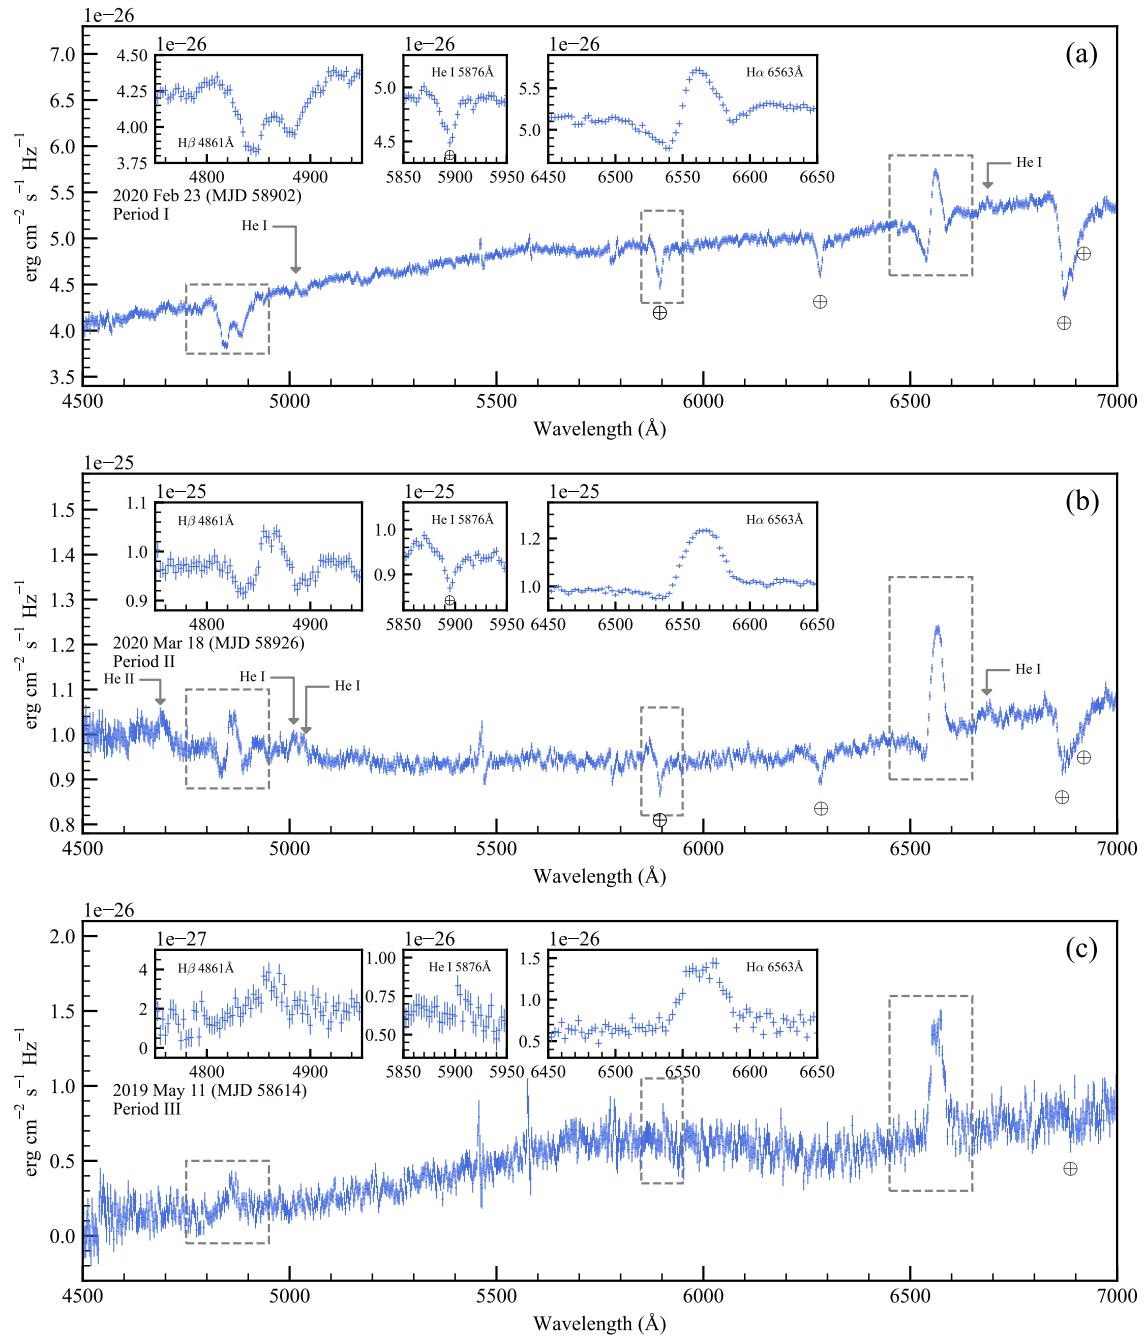 1e−26
(a)
7.0
6.5
6.0
5.5
5.0
4.5
4.0
3.5
erg cm⁻² s⁻¹ Hz⁻¹
1e−26
4.50
4.25
4.00
3.75
Hβ 4861Å
4800 4900
1e−26
He I 5876Å
5.0
4.5
⊕
5850 5900 5950
1e−26
Hα 6563Å
5.5
5.0
6450 6500 6550 6600 6650
2020 Feb 23 (MJD 58902)
Period I
He I
He I
⊕
⊕
⊕
⊕
4500 5000 5500 6000 6500 7000
Wavelength (Å)
1e−25
(b)
1.5
1.4
1.3
1.2
1.1
1.0
0.9
0.8
erg cm⁻² s⁻¹ Hz⁻¹
1e−25
Hβ 4861Å
1.1
1.0
0.9
4800 4900
1e−25
He I 5876Å
1.0
0.9
⊕
5850 5900 5950
1e−25
Hα 6563Å
1.2
1.0
6450 6500 6550 6600 6650
2020 Mar 18 (MJD 58926)
Period II
He II
He I
He I
He I
⊕
⊕
⊕
⊕
4500 5000 5500 6000 6500 7000
Wavelength (Å)
1e−26
(c)
2.0
1.5
1.0
0.5
0.0
erg cm⁻² s⁻¹ Hz⁻¹
1e−27
Hβ 4861Å
4
2
0
4800 4900
1e−26
He I 5876Å
1.00
0.75
0.50
5850 5900 5950
1e−26
Hα 6563Å
1.5
1.0
0.5
6450 6500 6550 6600 6650
2019 May 11 (MJD 58614)
Period III
⊕
4500 5000 5500 6000 6500 7000
Wavelength (Å)